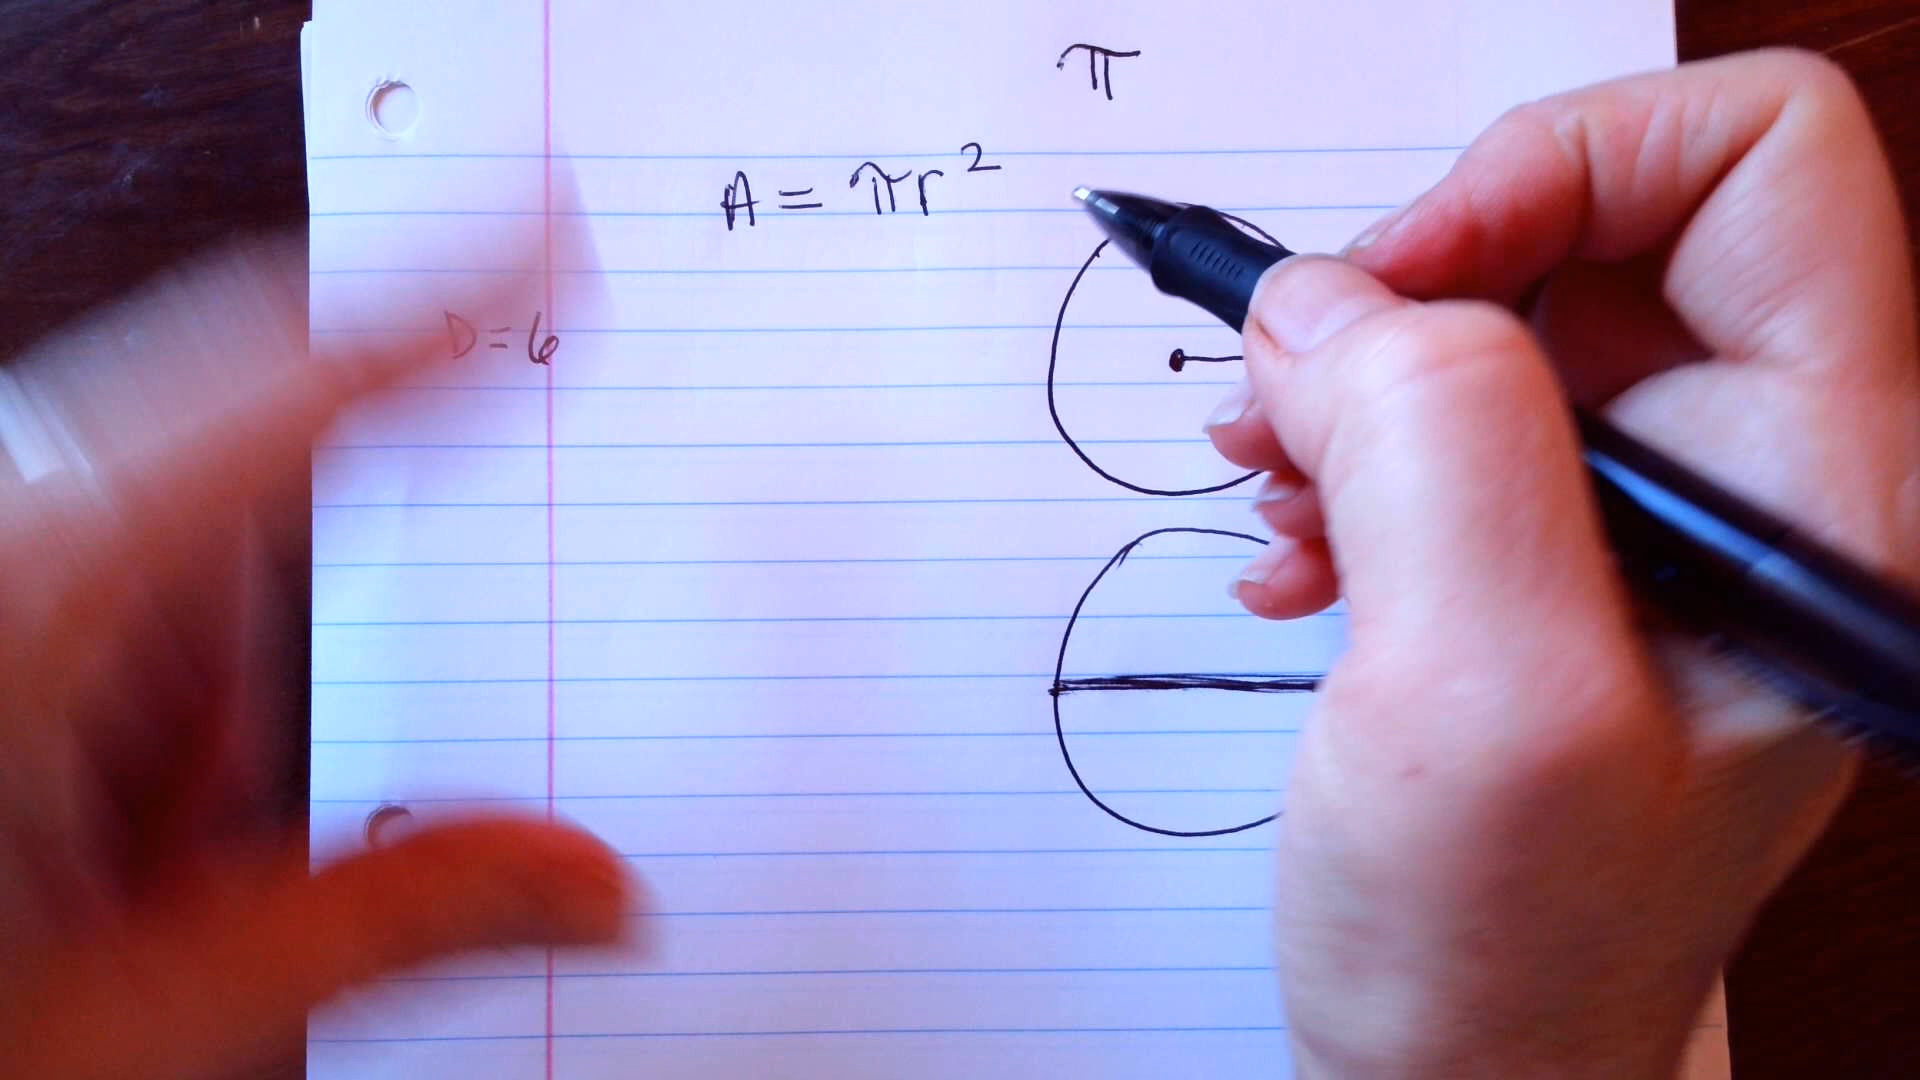 π
A = πr²
D = 6